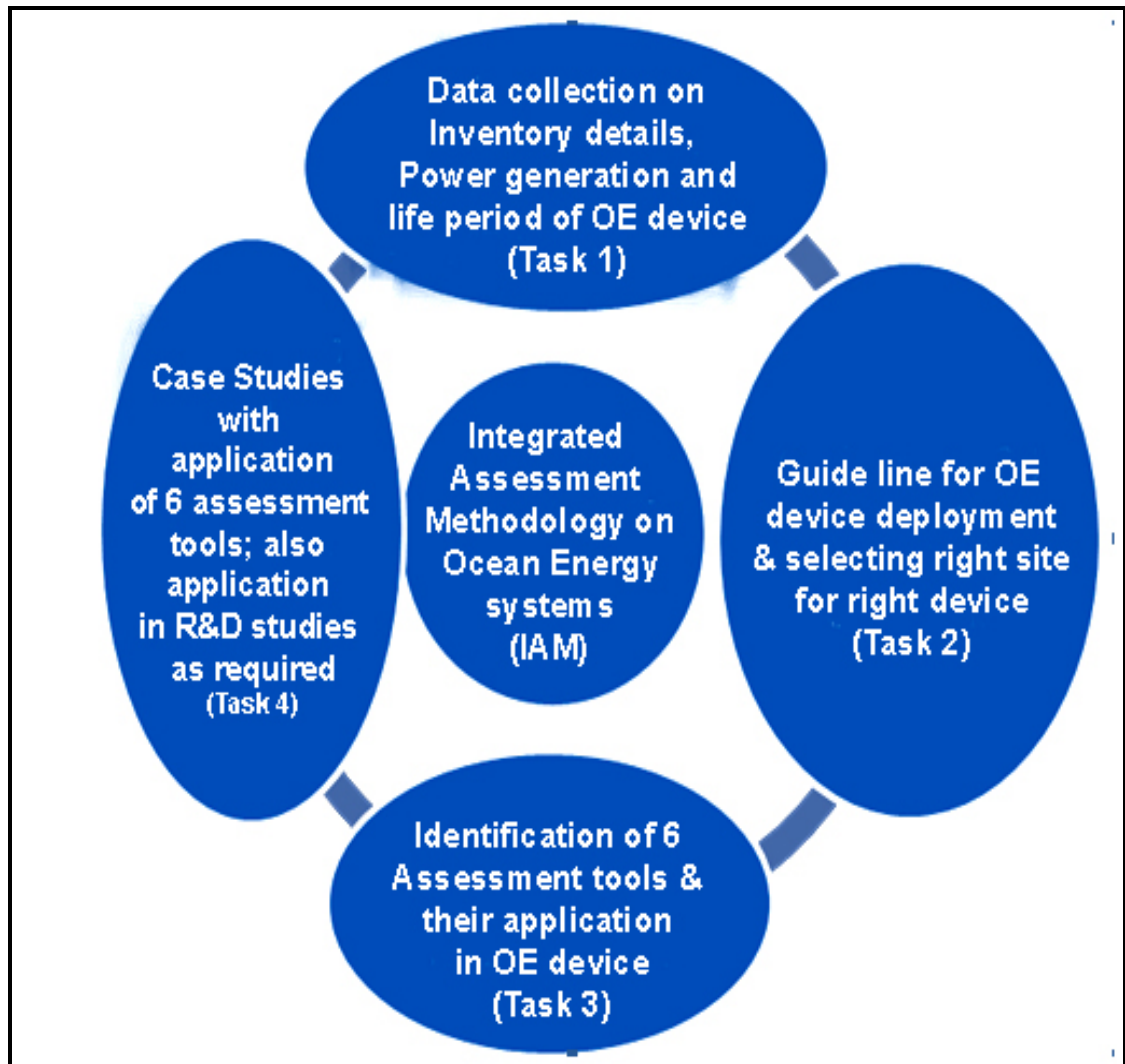 Data collection on
Inventory details,
Power generation and
life period of OE device
(Task 1)
Guide line for OE
device deployment
& selecting right site
for right device
(Task 2)
Identification of 6
Assessment tools &
their application
in OE device
(Task 3)
Case Studies
with
application
of 6 assessment
tools; also
application
in R&D studies
as required
(Task 4)
Integrated
Assessment
Methodology on
Ocean Energy
systems
(IAM)